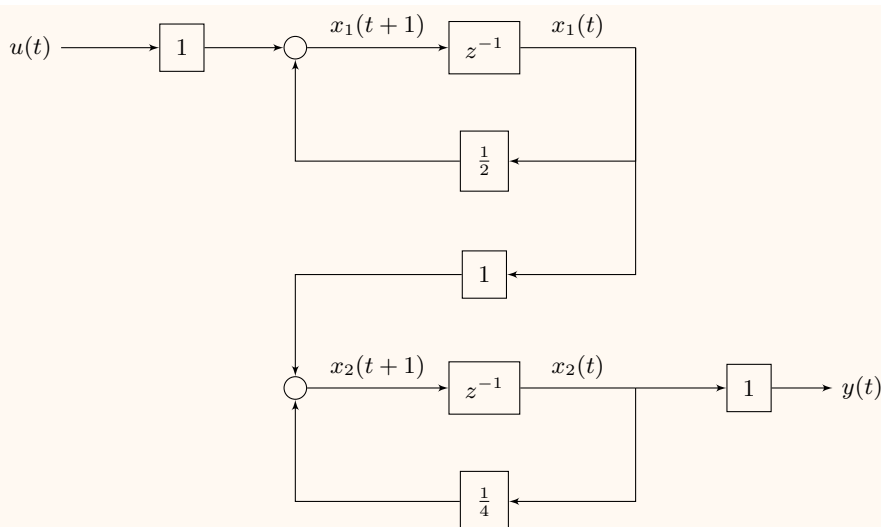 u(t) 1 x₁(t + 1) z⁻¹ x₁(t)
½
1
x₂(t + 1) z⁻¹ x₂(t) 1 y(t)
¼